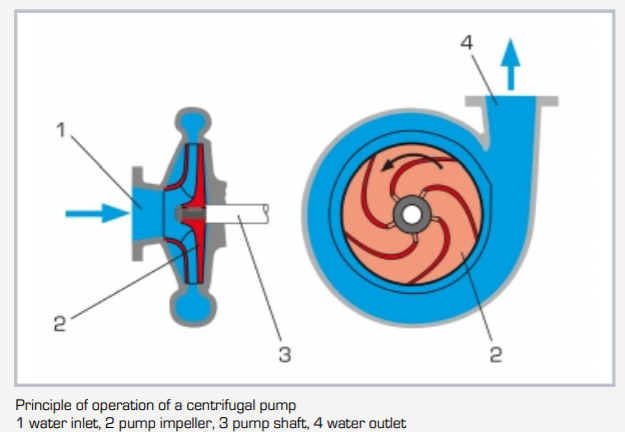 4
1
2
3
2
Principle of operation of a centrifugal pump
1 water inlet, 2 pump impeller, 3 pump shaft, 4 water outlet